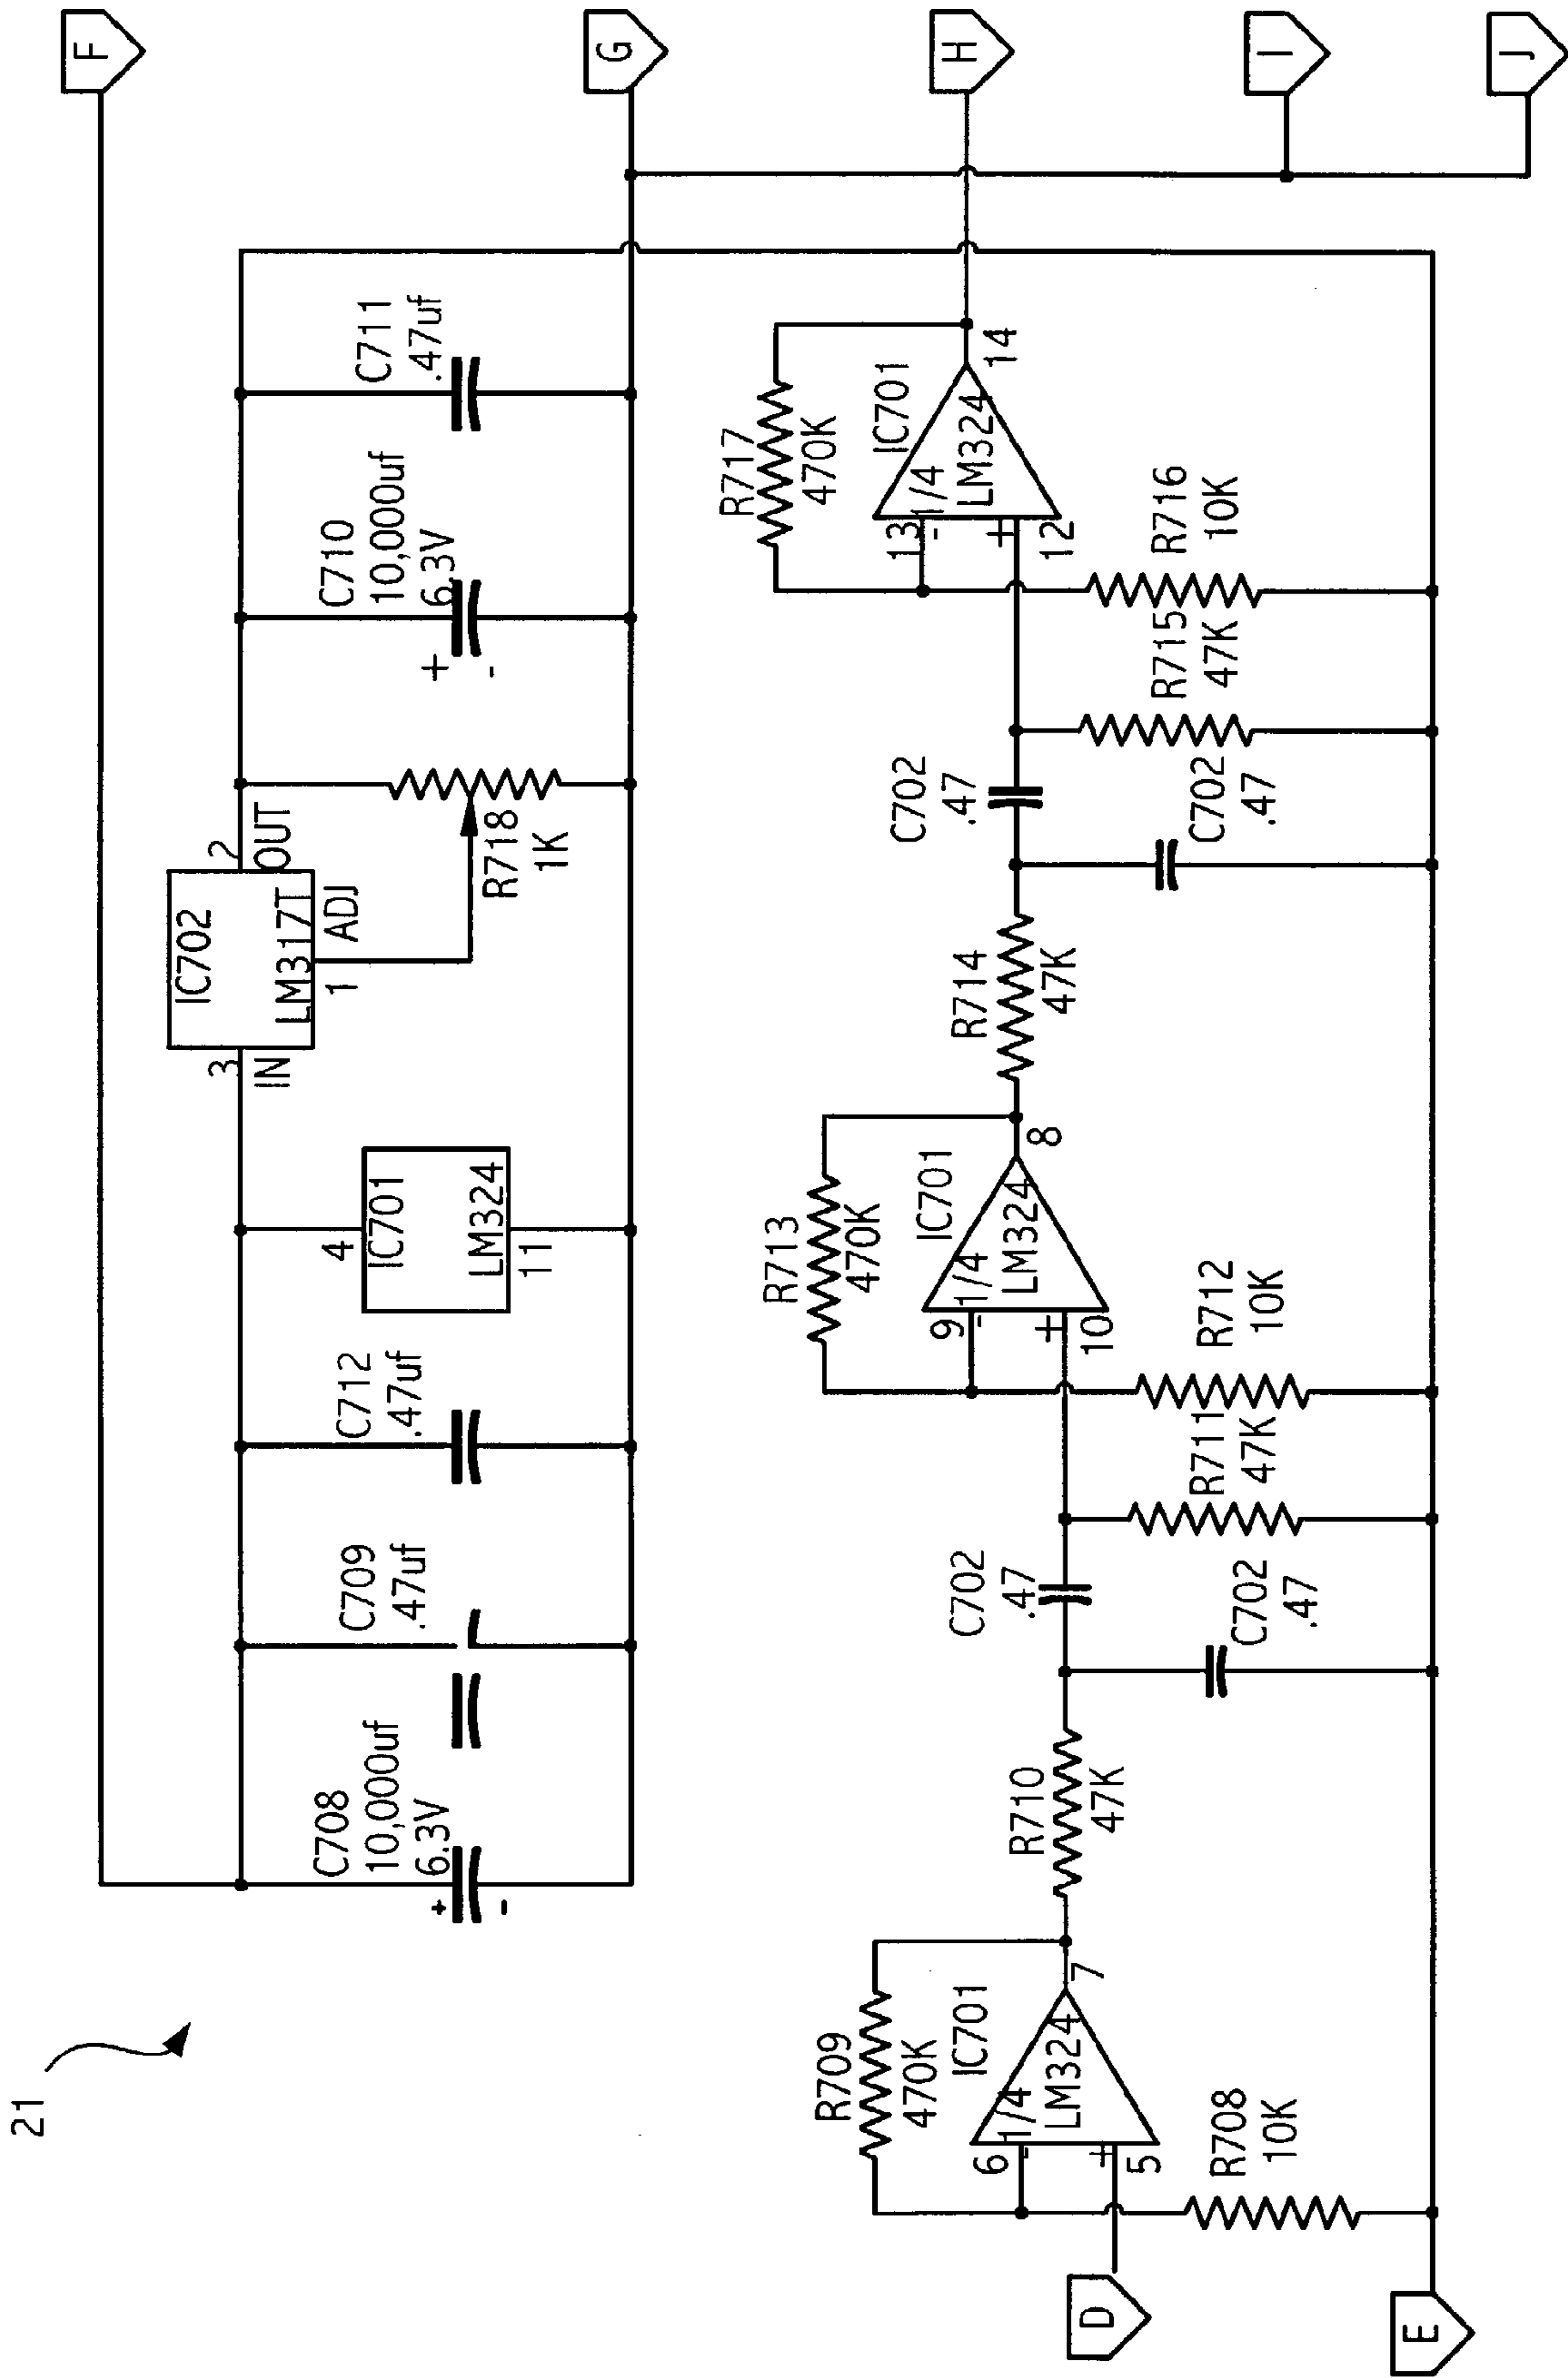 21
F
G
H
I
J
C708
10,000uf
6.3V
+
-
C709
.47uf
C712
.47uf
4
IC701
LM324
11
3
IN
IC702
LM317T
1
ADJ
2
OUT
R718
1K
C710
10,000uf
6.3V
+
-
C711
.47uf
D
E
R709
470K
IC701
6
-
1/4
LM324
+
5
7
R708
10K
R710
47K
C702
.47
C702
.47
R711
47K
R712
10K
R713
470K
IC701
9
-
1/4
LM324
+
10
8
R714
47K
C702
.47
C702
.47
R715
47K
R716
10K
R717
470K
IC701
13
-
1/4
LM324
+
12
14